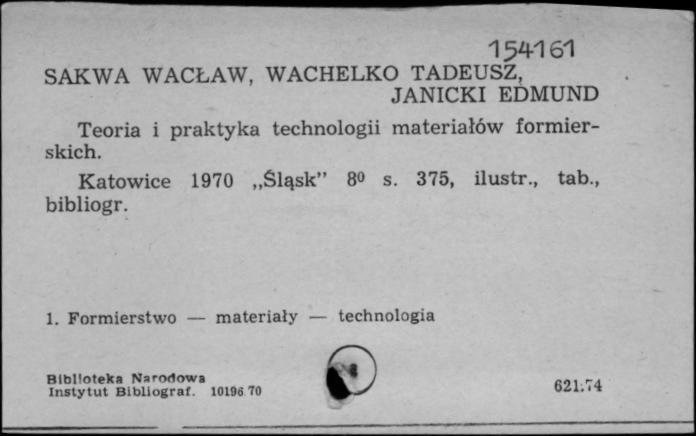 154161
SAKWA WACŁAW, WACHELKO TADEUSZ,
JANICKI EDMUND
Teoria i praktyka technologii materiałów formier-
skich.
Katowice 1970 „Śląsk” 8⁰ s. 375, ilustr., tab.,
bibliogr.
1. Formierstwo — materiały — technologia
Biblioteka Narodowa
Instytut Bibliograf. 10196.70
621.74